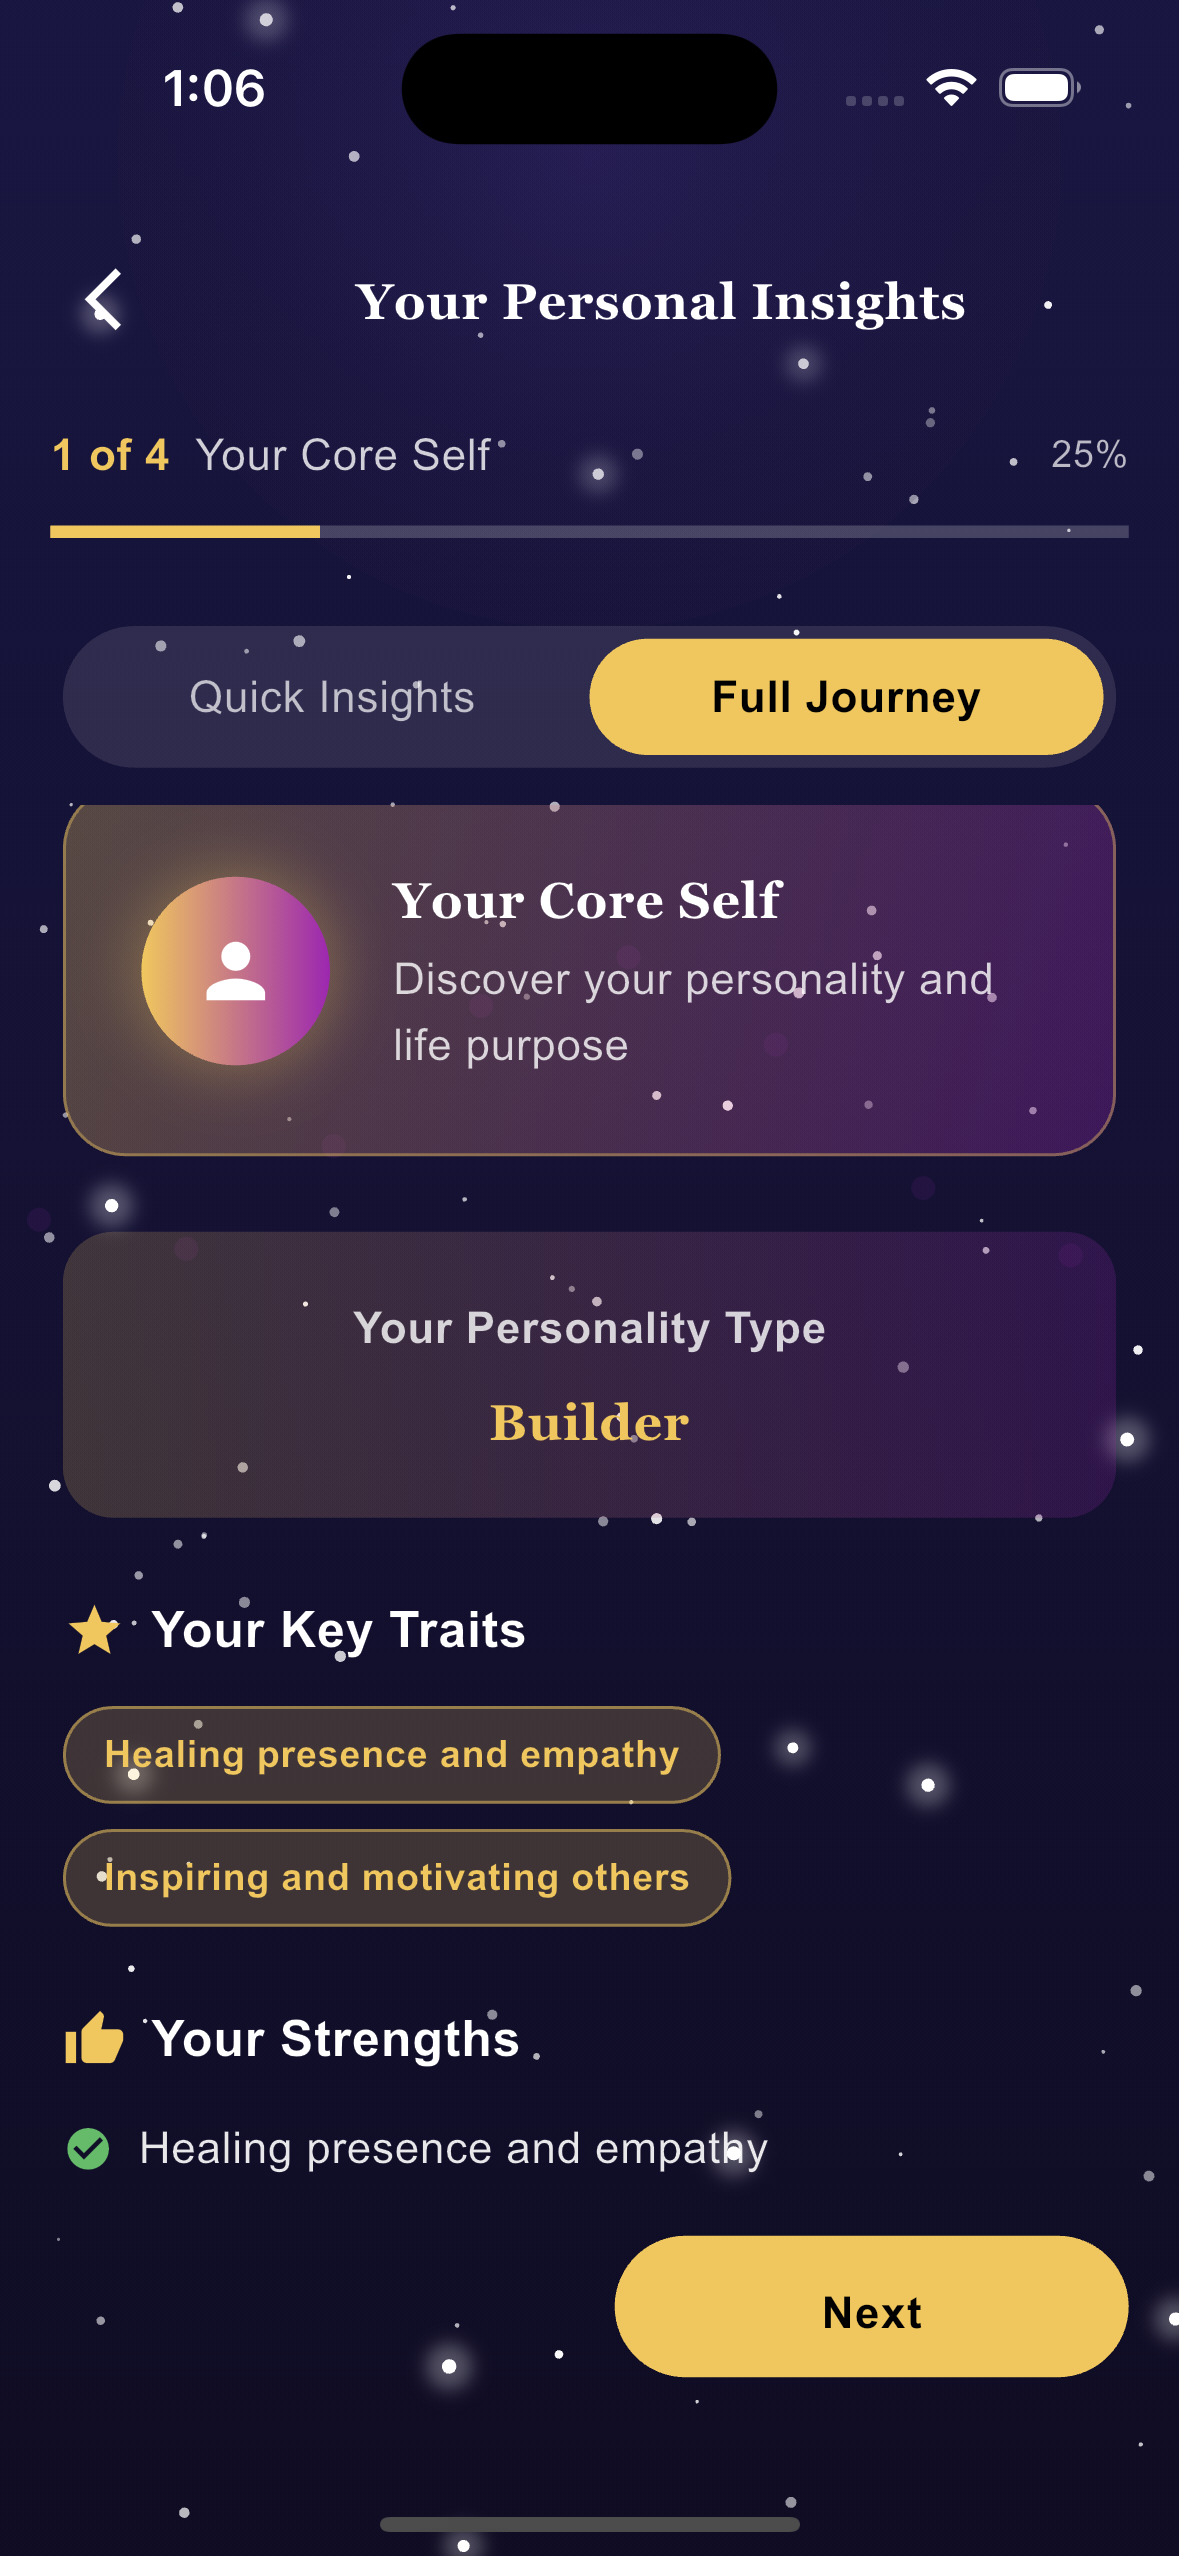 1:06
Your Personal Insights
1 of 4 Your Core Self 25%
Quick Insights Full Journey
Your Core Self
Discover your personality and
life purpose
Your Personality Type
Builder
Your Key Traits
Healing presence and empathy
Inspiring and motivating others
Your Strengths
Healing presence and empathy
Next